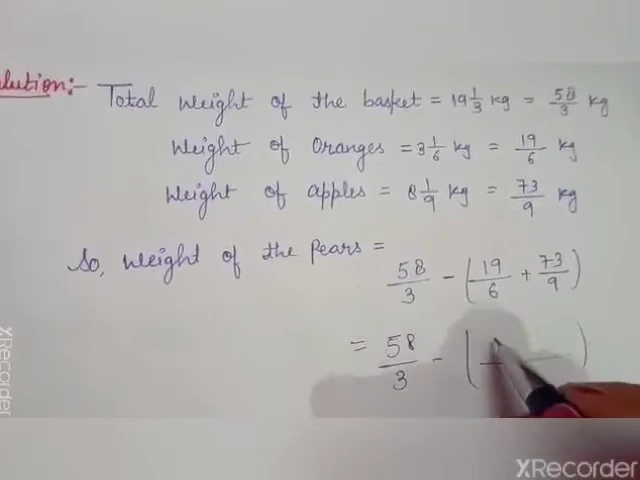 lution:- Total weight of the basket = 19 1/3 kg = 58/3 kg
Weight of Oranges = 3 1/6 kg = 19/6 kg
Weight of apples = 8 1/9 kg = 73/9 kg
So, weight of the pears =
58/3 - (19/6 + 73/9)
= 58/3 - (
)
XRecorder
XRecorder